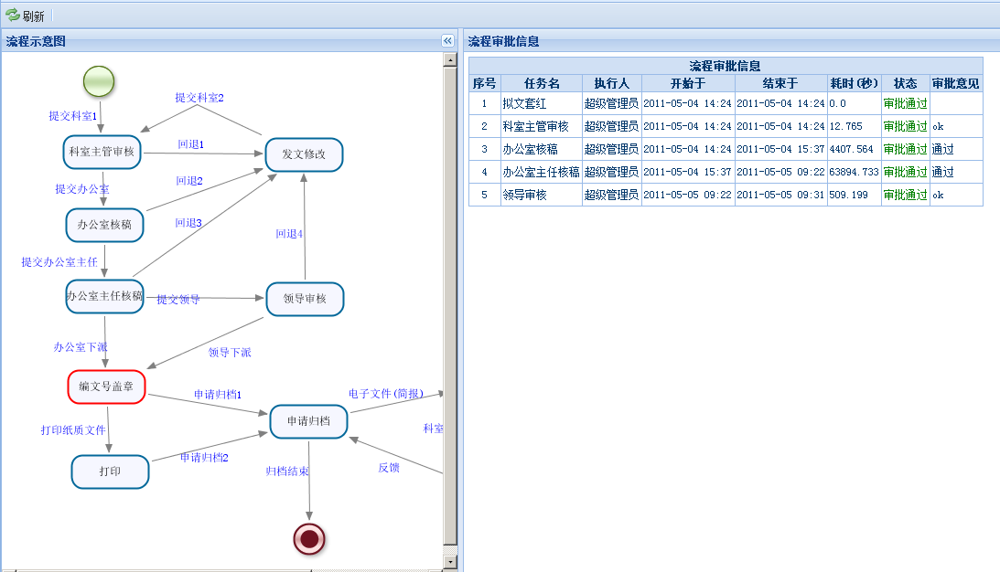 刷新
流程示意图
提交科室2
提交科室1
科室主管审核
回退1
发文修改
提交办公室
回退2
办公室核稿
回退3
回退4
提交办公室主任
办公室主任核稿
提交领导
领导审核
办公室下派
领导下派
编文号盖章
申请归档1
电子文件(简报)
打印纸质文件
申请归档
科室
打印
申请归档2
归档结束
反馈
流程审批信息
流程审批信息
序号 任务名 执行人 开始于 结束于 耗时(秒) 状态 审批意见
1 拟文套红 超级管理员 2011-05-04 14:24 2011-05-04 14:24 0.0 审批通过
2 科室主管审核 超级管理员 2011-05-04 14:24 2011-05-04 14:24 12.765 审批通过 ok
3 办公室核稿 超级管理员 2011-05-04 14:24 2011-05-04 15:37 4407.564 审批通过 通过
4 办公室主任核稿 超级管理员 2011-05-04 15:37 2011-05-05 09:22 63894.733 审批通过 通过
5 领导审核 超级管理员 2011-05-05 09:22 2011-05-05 09:31 509.199 审批通过 ok